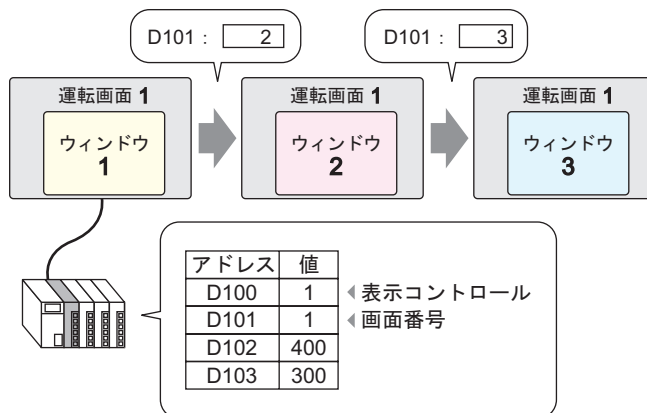 D101 : 2
D101 : 3
運転画面 1
運転画面 1
運転画面 1
ウィンドウ
1
ウィンドウ
2
ウィンドウ
3
アドレス 値
D100 1 表示コントロール
D101 1 画面番号
D102 400
D103 300